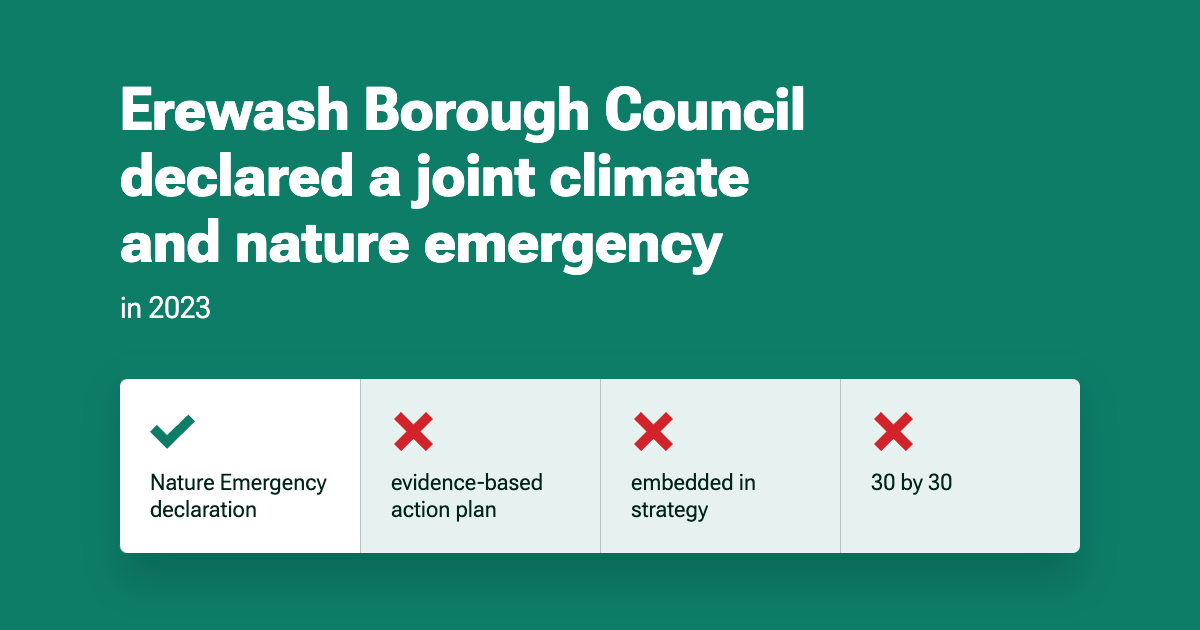 Erewash Borough Council
declared a joint climate
and nature emergency
in 2023
Nature Emergency
declaration
evidence-based
action plan
embedded in
strategy
30 by 30